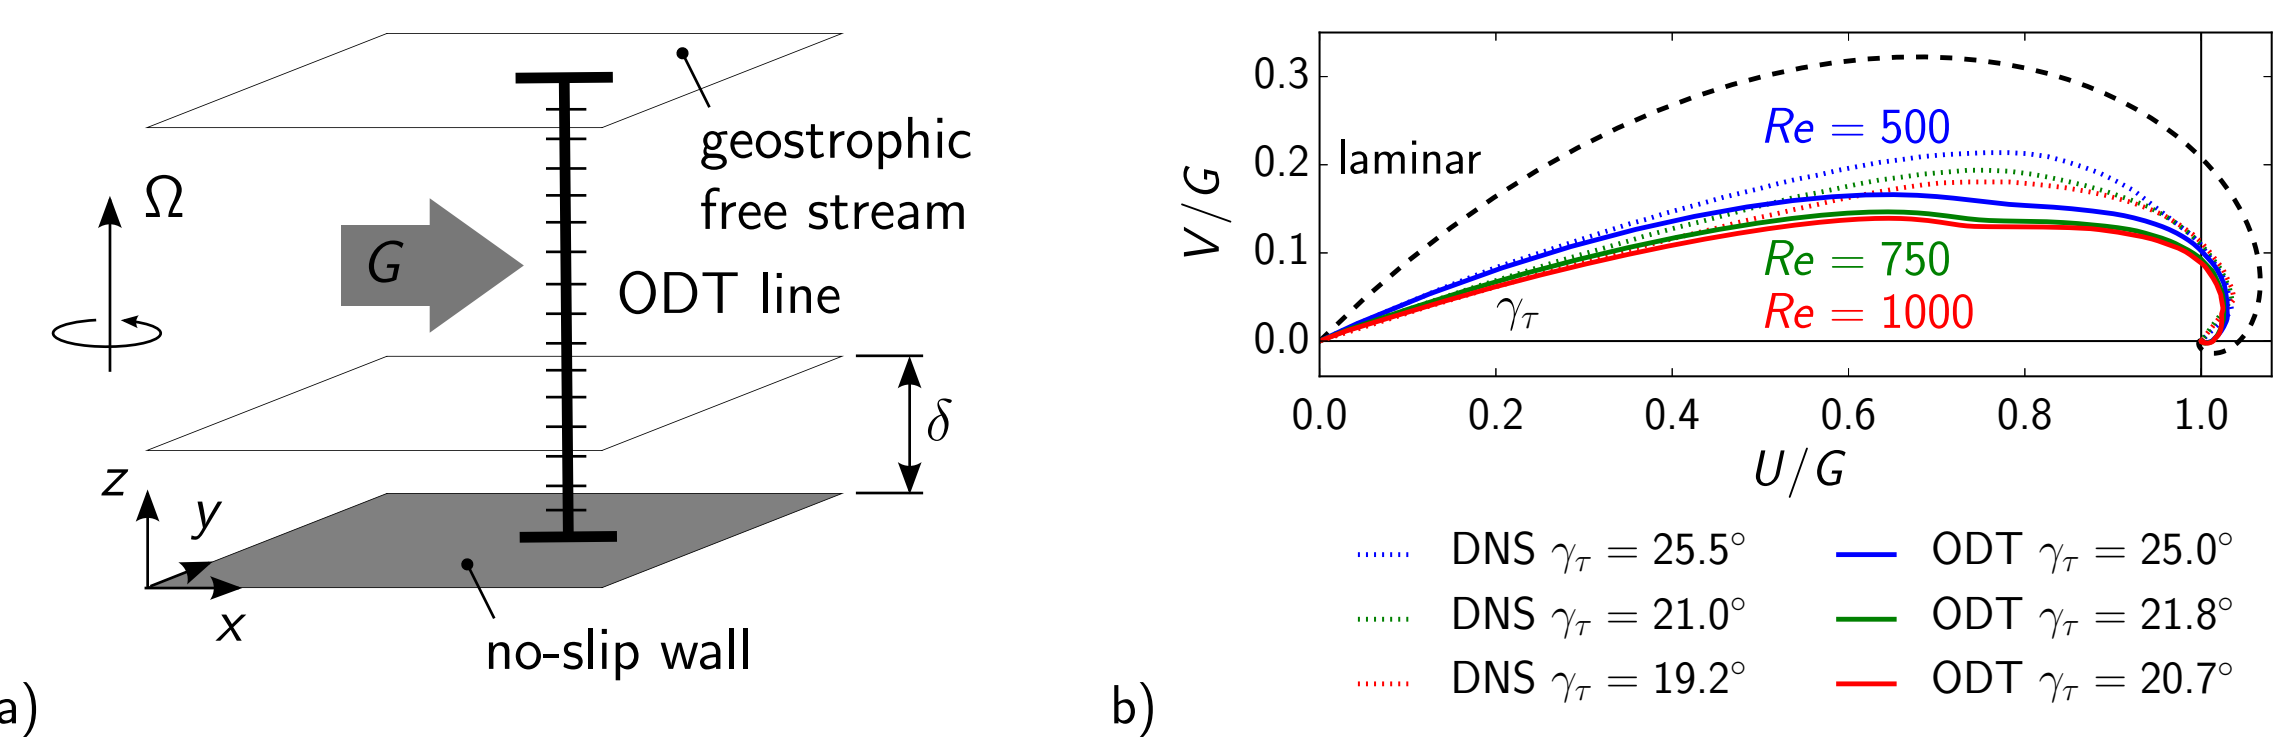 Ω
G
geostrophic
free stream
ODT line
δ
z
y
x
no-slip wall
a)
V/G
0.3
0.2
0.1
0.0
laminar
Re = 500
Re = 750
Re = 1000
γτ
0.0 0.2 0.4 0.6 0.8 1.0
U/G
DNS γτ = 25.5° ODT γτ = 25.0°
DNS γτ = 21.0° ODT γτ = 21.8°
DNS γτ = 19.2° ODT γτ = 20.7°
b)